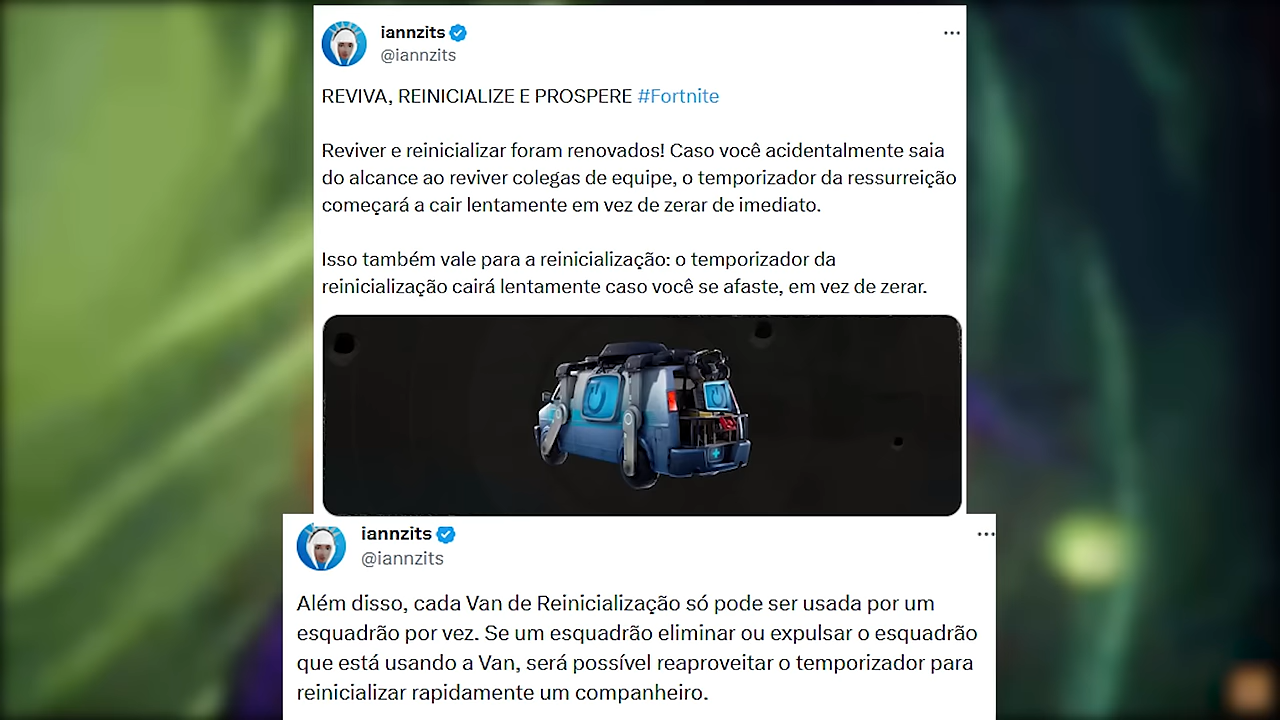 iannzits
@iannzits
REVIVA, REINICIALIZE E PROSPERE #Fortnite
Reviver e reinicializar foram renovados! Caso você acidentalmente saia
do alcance ao reviver colegas de equipe, o temporizador da ressurreição
começará a cair lentamente em vez de zerar de imediato.
Isso também vale para a reinicialização: o temporizador da
reinicialização cairá lentamente caso você se afaste, em vez de zerar.
iannzits
@iannzits
Além disso, cada Van de Reinicialização só pode ser usada por um
esquadrão por vez. Se um esquadrão eliminar ou expulsar o esquadrão
que está usando a Van, será possível reaproveitar o temporizador para
reinicializar rapidamente um companheiro.